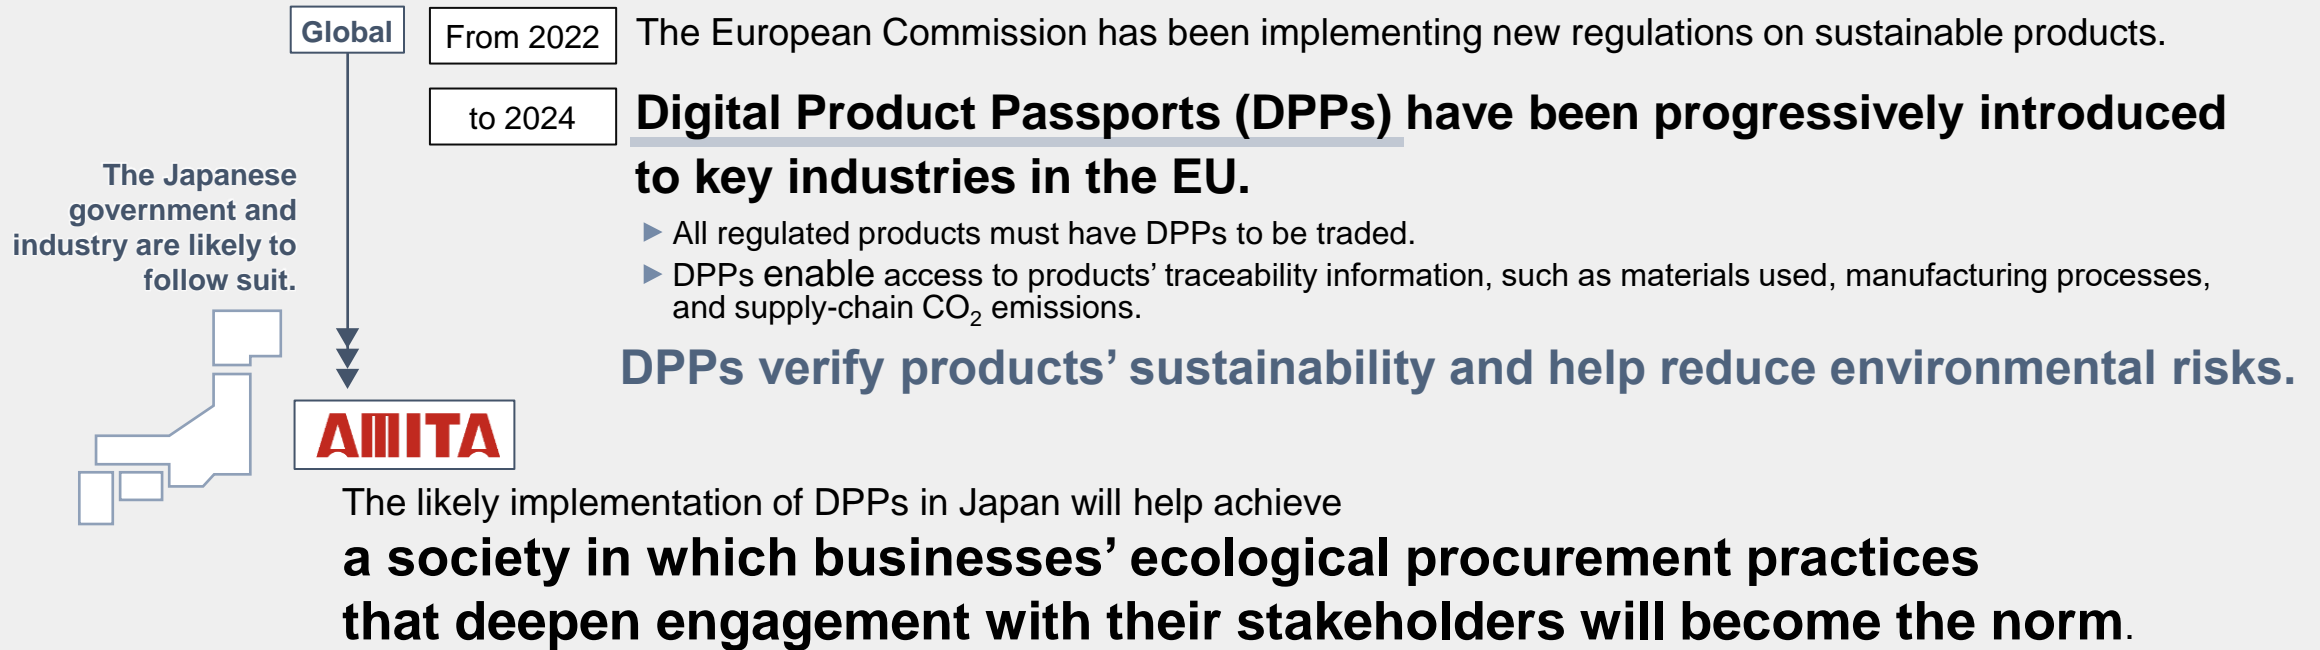 Global
From 2022
The European Commission has been implementing new regulations on sustainable products.
to 2024
Digital Product Passports (DPPs) have been progressively introduced
to key industries in the EU.
▶ All regulated products must have DPPs to be traded.
▶ DPPs enable access to products’ traceability information, such as materials used, manufacturing processes,
and supply-chain CO₂ emissions.
DPPs verify products’ sustainability and help reduce environmental risks.
The Japanese
government and
industry are likely to
follow suit.
AMITA
The likely implementation of DPPs in Japan will help achieve
a society in which businesses’ ecological procurement practices
that deepen engagement with their stakeholders will become the norm.